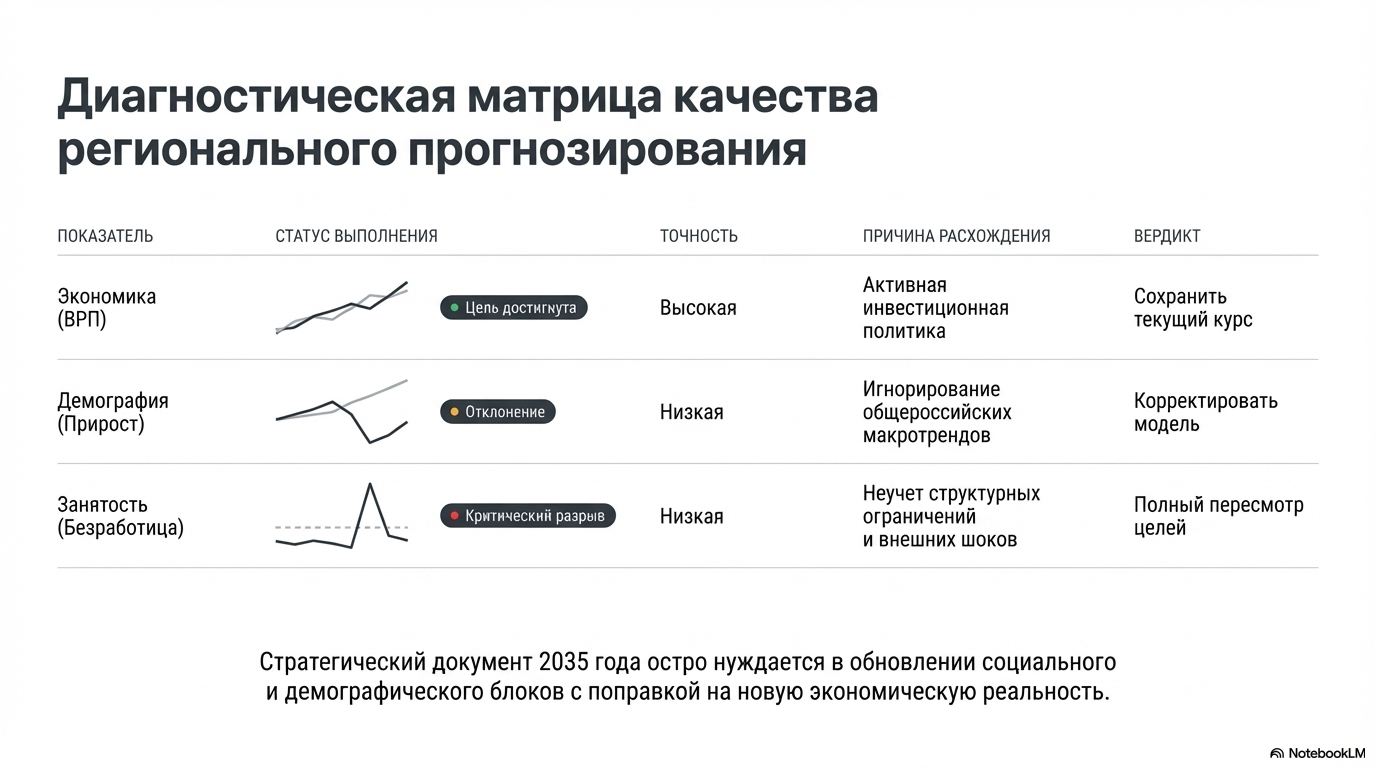 Диагностическая матрица качества
регионального прогнозирования
ПОКАЗАТЕЛЬ
СТАТУС ВЫПОЛНЕНИЯ
ТОЧНОСТЬ
ПРИЧИНА РАСХОЖДЕНИЯ
ВЕРДИКТ
Экономика
(ВРП)
Цель достигнута
Высокая
Активная
инвестиционная
политика
Сохранить
текущий курс
Демография
(Прирост)
Отклонение
Низкая
Игнорирование
общероссийских
макротрендов
Корректировать
модель
Занятость
(Безработица)
Критический разрыв
Низкая
Неучет структурных
ограничений
и внешних шоков
Полный пересмотр
целей
Стратегический документ 2035 года остро нуждается в обновлении социального
и демографического блоков с поправкой на новую экономическую реальность.
NotebookLM